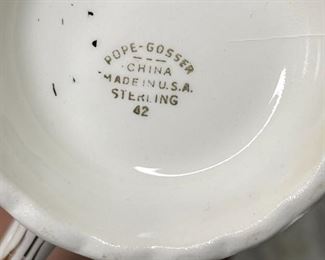 POPE-GOSSER
CHINA
MADE IN U.S.A.
STERLING
42